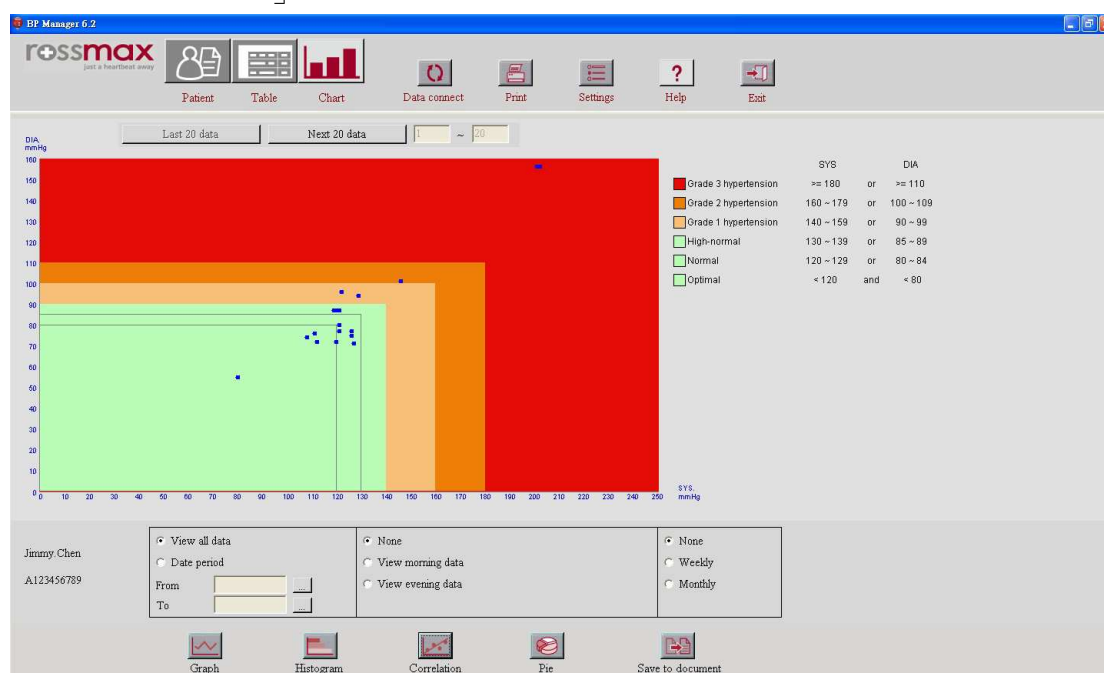 BP Manager 6.2
rossmax
just a heartbeat away
Patient Table Chart Data connect Print Settings Help Exit
Last 20 data Next 20 data 1 ~ 20
DIA.
mmHg
160
150
140
130
120
110
100
90
80
70
60
50
40
30
20
10
0
0 10 20 30 40 50 60 70 80 90 100 110 120 130 140 150 160 170 180 190 200 210 220 230 240 250
SYS.
mmHg
SYS DIA
Grade 3 hypertension >= 180 or >= 110
Grade 2 hypertension 160 ~ 179 or 100 ~ 109
Grade 1 hypertension 140 ~ 159 or 90 ~ 99
High-normal 130 ~ 139 or 85 ~ 89
Normal 120 ~ 129 or 80 ~ 84
Optimal < 120 and < 80
Jimmy.Chen
A123456789
View all data
Date period
From ...
To ...
None
View morning data
View evening data
None
Weekly
Monthly
Graph Histogram Correlation Pie Save to document